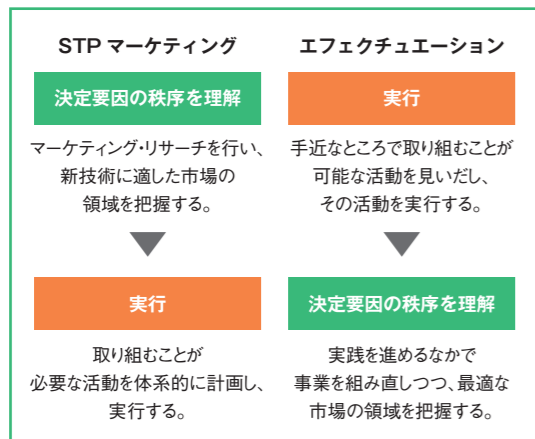 STP マーケティング
決定要因の秩序を理解
マーケティング・リサーチを行い、
新技術に適した市場の
領域を把握する。
実行
取り組むことが
必要な活動を体系的に計画し、
実行する。
エフェクチュエーション
実行
手近なところで取り組むことが
可能な活動を見いだし、
その活動を実行する。
決定要因の秩序を理解
実践を進めるなかで
事業を組み直しつつ、最適な
市場の領域を把握する。